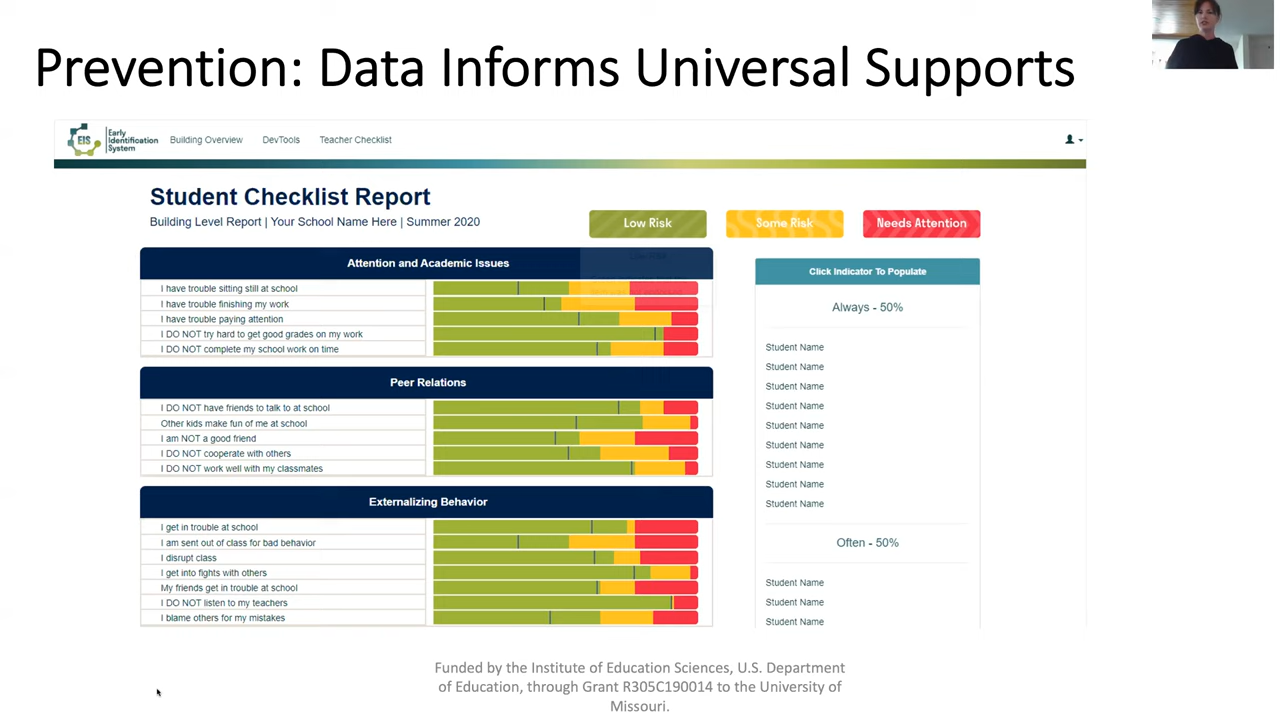 Prevention: Data Informs Universal Supports
EIS
Early
Identification
System
Building Overview DevTools Teacher Checklist
Student Checklist Report
Building Level Report | Your School Name Here | Summer 2020
Low Risk Some Risk Needs Attention
Attention and Academic Issues
I have trouble sitting still at school
I have trouble finishing my work
I have trouble paying attention
I DO NOT try hard to get good grades on my work
I DO NOT complete my school work on time
Peer Relations
I DO NOT have friends to talk to at school
Other kids make fun of me at school
I am NOT a good friend
I DO NOT cooperate with others
I DO NOT work well with my classmates
Externalizing Behavior
I get in trouble at school
I am sent out of class for bad behavior
I disrupt class
I get into fights with others
My friends get in trouble at school
I DO NOT listen to my teachers
I blame others for my mistakes
Click Indicator To Populate
Always - 50%
Student Name
Student Name
Student Name
Student Name
Student Name
Student Name
Student Name
Student Name
Student Name
Often - 50%
Student Name
Student Name
Student Name
Funded by the Institute of Education Sciences, U.S. Department
of Education, through Grant R305C190014 to the University of
Missouri.